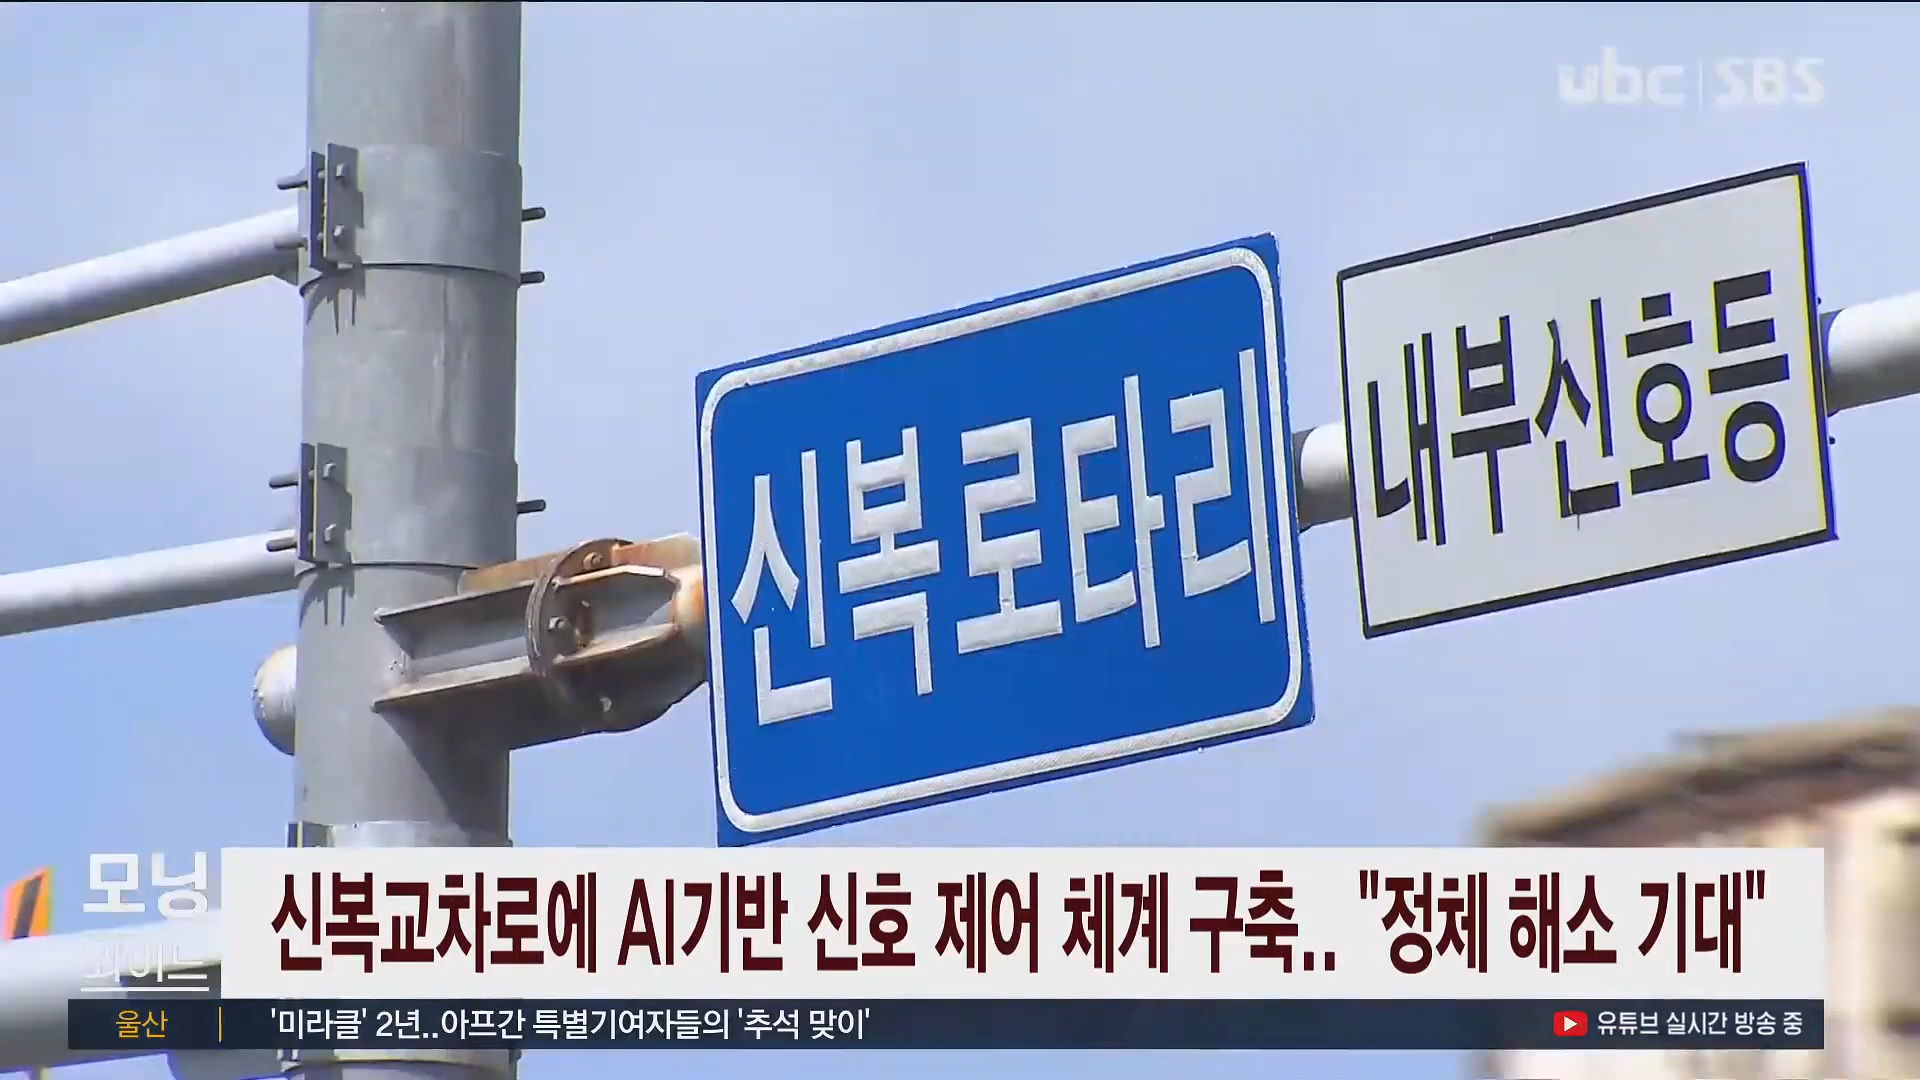 ubc SBS
신복로타리
내부신호등
모닝
와이드
신복교차로에 AI기반 신호 제어 체계 구축.. "정체 해소 기대"
울산
'미라클' 2년..아프간 특별기여자들의 '추석 맞이'
유튜브 실시간 방송 중